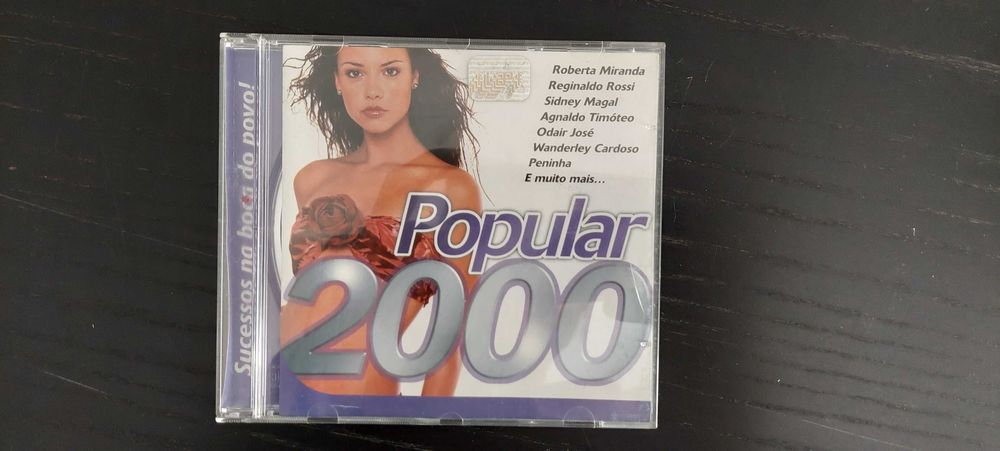 Sucessos na boca do povo!
Roberta Miranda
Reginaldo Rossi
Sidney Magal
Agnaldo Timóteo
Odair José
Wanderley Cardoso
Peninha
E muito mais...
Popular
2000